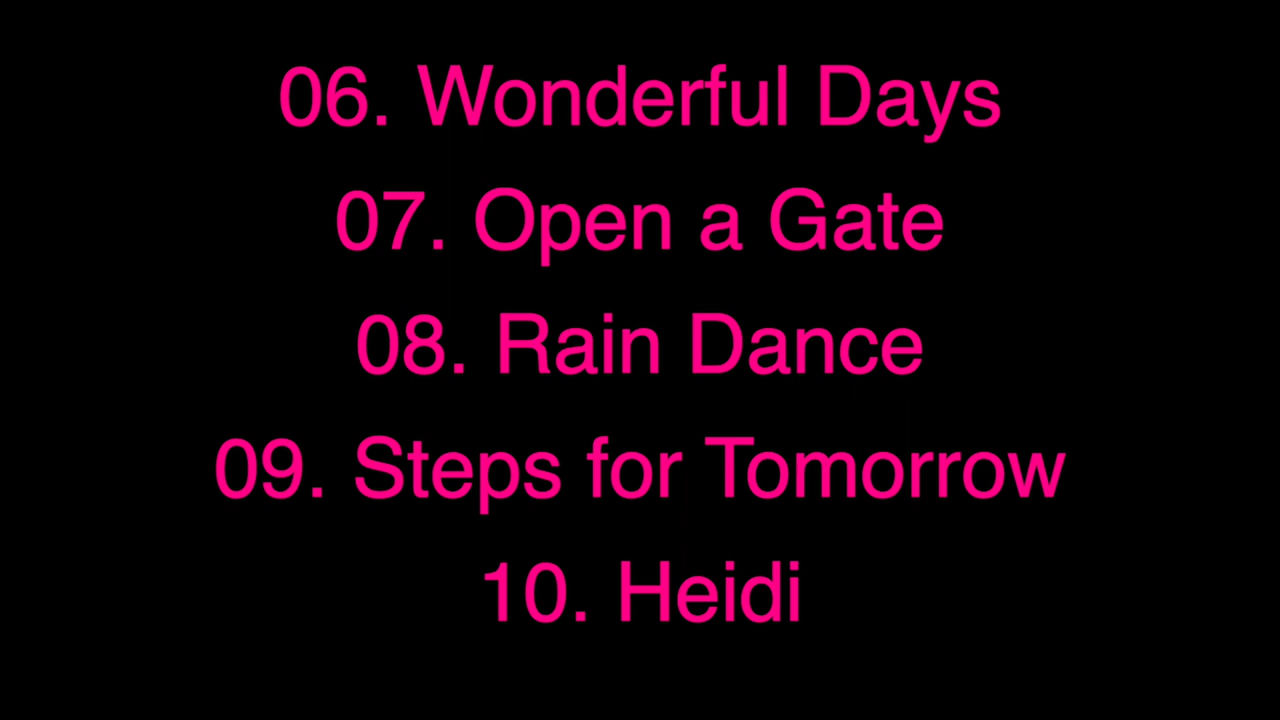 06. Wonderful Days
07. Open a Gate
08. Rain Dance
09. Steps for Tomorrow
10. Heidi